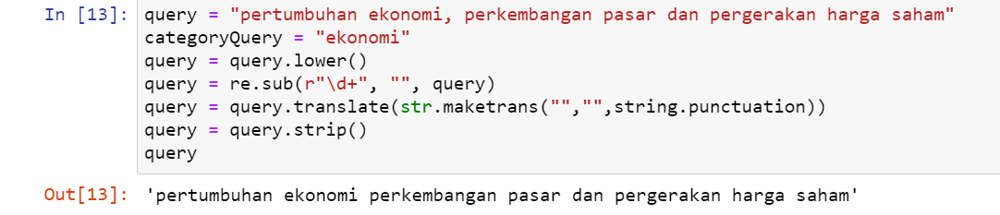 In [13]: query = "pertumbuhan ekonomi, perkembangan pasar dan pergerakan harga saham"
categoryQuery = "ekonomi"
query = query.lower()
query = re.sub(r"\d+", "", query)
query = query.translate(str.maketrans("","",string.punctuation))
query = query.strip()
query
Out[13]: 'pertumbuhan ekonomi perkembangan pasar dan pergerakan harga saham'